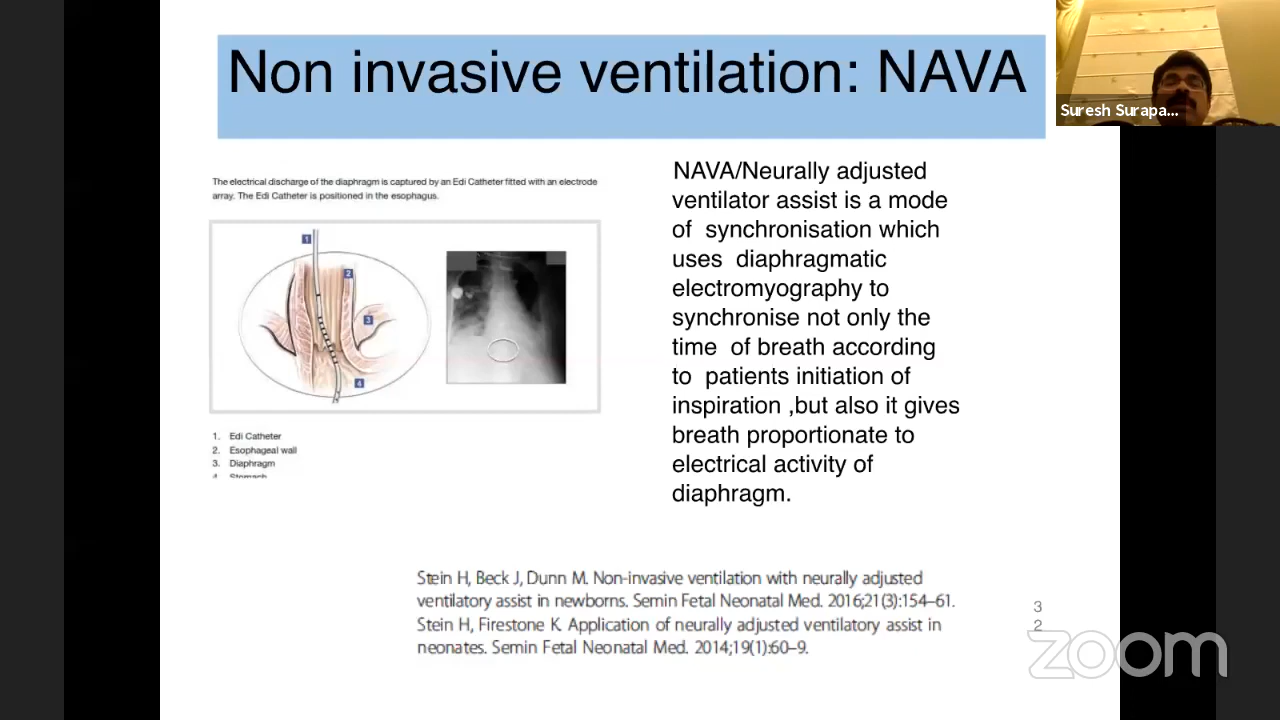 Non invasive ventilation: NAVA
Suresh Surapa...
The electrical discharge of the diaphragm is captured by an Edi Catheter fitted with an electrode
array. The Edi Catheter is positioned in the esophagus.
1
2
3
4
1. Edi Catheter
2. Esophageal wall
3. Diaphragm
4. Stomach
NAVA/Neurally adjusted
ventilator assist is a mode
of synchronisation which
uses diaphragmatic
electromyography to
synchronise not only the
time of breath according
to patients initiation of
inspiration ,but also it gives
breath proportionate to
electrical activity of
diaphragm.
Stein H, Beck J, Dunn M. Non-invasive ventilation with neurally adjusted
ventilatory assist in newborns. Semin Fetal Neonatal Med. 2016;21(3):154–61.
Stein H, Firestone K. Application of neurally adjusted ventilatory assist in
neonates. Semin Fetal Neonatal Med. 2014;19(1):60–9.
3
2
zoom